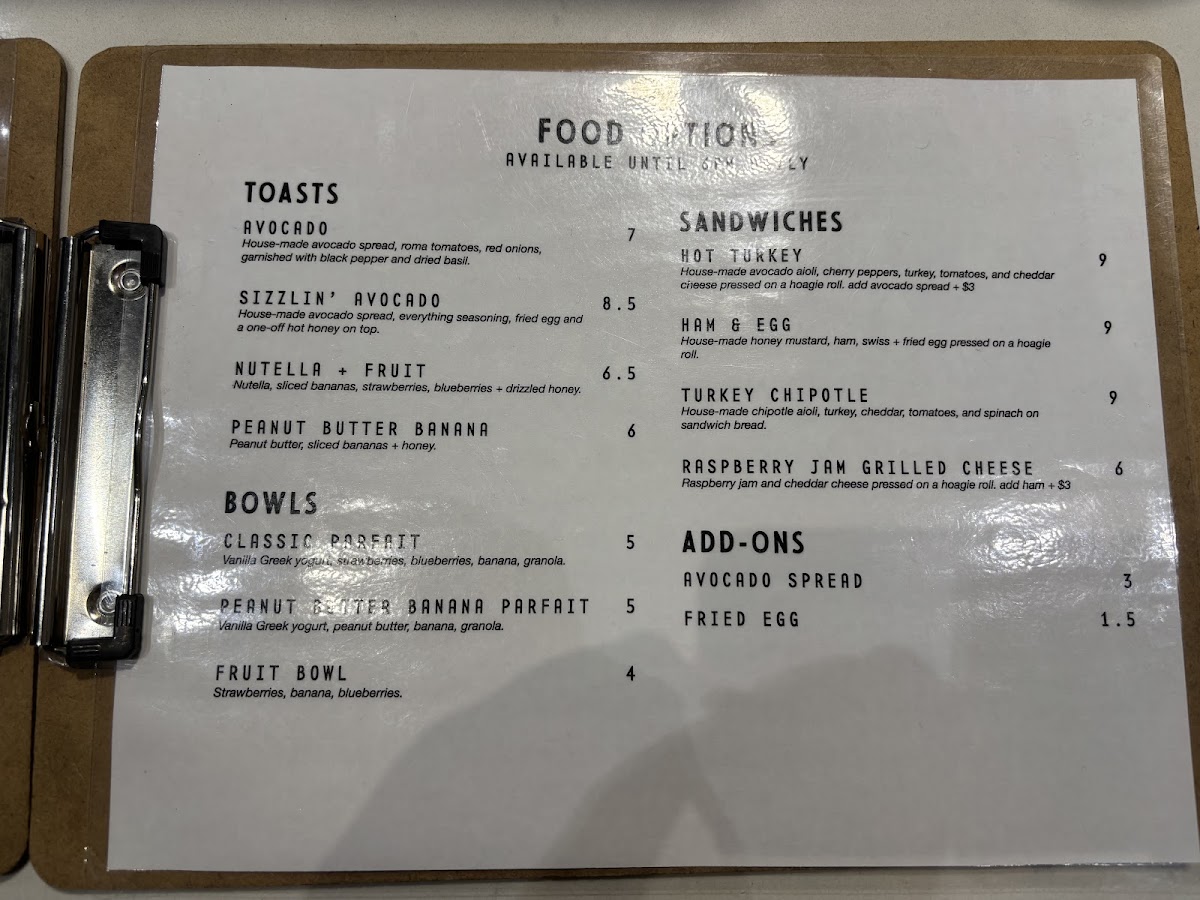 FOOD OPTIONS
AVAILABLE UNTIL 6PM DAILY
TOASTS
AVOCADO 7
House-made avocado spread, roma tomatoes, red onions,
garnished with black pepper and dried basil.
SIZZLIN' AVOCADO 8.5
House-made avocado spread, everything seasoning, fried egg and
a one-off hot honey on top.
NUTELLA + FRUIT 6.5
Nutella, sliced bananas, strawberries, blueberries + drizzled honey.
PEANUT BUTTER BANANA 6
Peanut butter, sliced bananas + honey.
BOWLS
CLASSIC PARFAIT 5
Vanilla Greek yogurt, strawberries, blueberries, banana, granola.
PEANUT BUTTER BANANA PARFAIT 5
Vanilla Greek yogurt, peanut butter, banana, granola.
FRUIT BOWL 4
Strawberries, banana, blueberries.
SANDWICHES
HOT TURKEY 9
House-made avocado aioli, cherry peppers, turkey, tomatoes, and cheddar
cheese pressed on a hoagie roll. add avocado spread + $3
HAM & EGG 9
House-made honey mustard, ham, swiss + fried egg pressed on a hoagie
roll.
TURKEY CHIPOTLE 9
House-made chipotle aioli, turkey, cheddar, tomatoes, and spinach on
sandwich bread.
RASPBERRY JAM GRILLED CHEESE 6
Raspberry jam and cheddar cheese pressed on a hoagie roll. add ham + $3
ADD-ONS
AVOCADO SPREAD 3
FRIED EGG 1.5